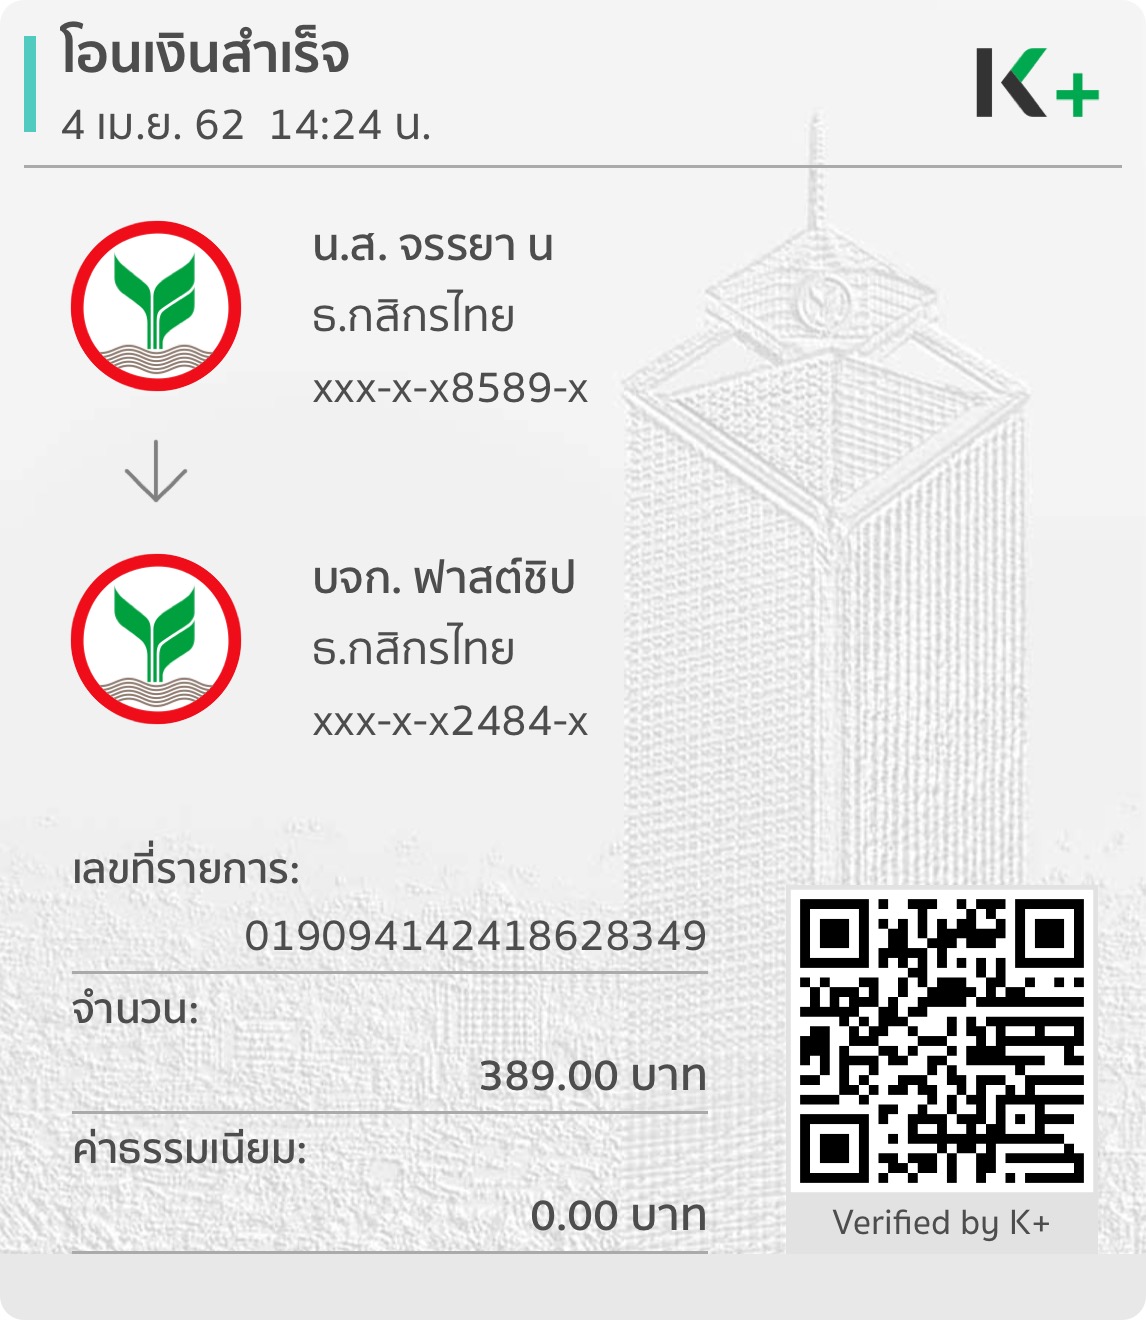 โอนเงินสำเร็จ
4 เม.ย. 62  14:24 น.
K+
น.ส. จรรยา น
ธ.กสิกรไทย
xxx-x-x8589-x
บจก. ฟาสต์ชิป
ธ.กสิกรไทย
xxx-x-x2484-x
เลขที่รายการ:
019094142418628349
จำนวน:
389.00 บาท
ค่าธรรมเนียม:
0.00 บาท
Verified by K+